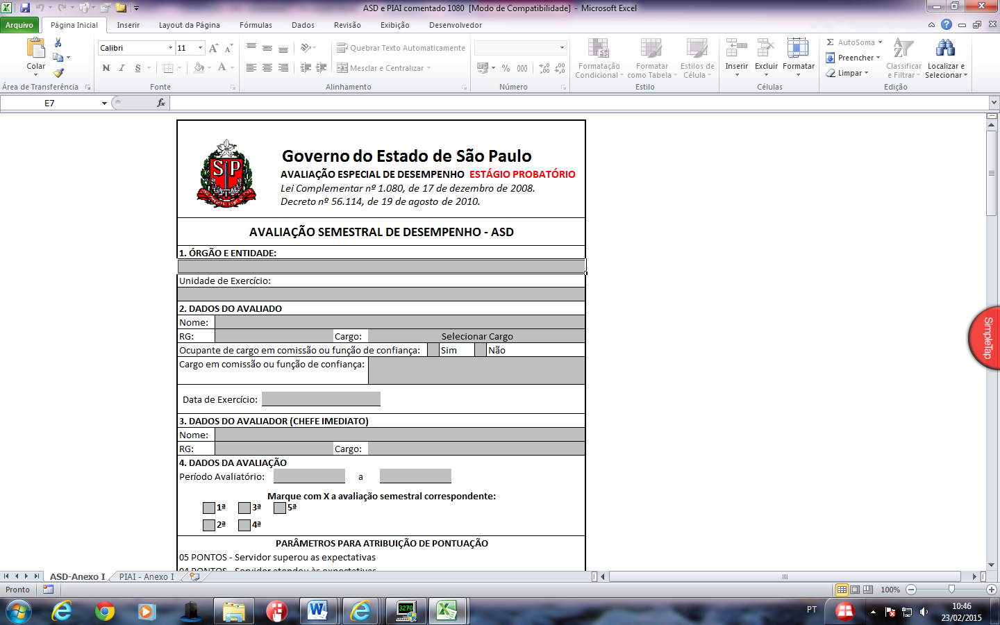 ASD e PIAI comentado 1080 [Modo de Compatibilidade] - Microsoft Excel
Arquivo Página Inicial Inserir Layout da Página Fórmulas Dados Revisão Exibição Desenvolvedor
Colar
Área de Transferência
Calibri 11
N I S
Fonte
Quebrar Texto Automaticamente
Mesclar e Centralizar
Alinhamento
% 000
Número
Formatação Condicional
Formatar como Tabela
Estilos de Célula
Estilo
Inserir Excluir Formatar
Células
AutoSoma
Preencher
Limpar
Classificar e Filtrar
Localizar e Selecionar
Edição
E7 fx
SP
Governo do Estado de São Paulo
AVALIAÇÃO ESPECIAL DE DESEMPENHO ESTÁGIO PROBATÓRIO
Lei Complementar nº 1.080, de 17 de dezembro de 2008.
Decreto nº 56.114, de 19 de agosto de 2010.
AVALIAÇÃO SEMESTRAL DE DESEMPENHO - ASD
1. ÓRGÃO E ENTIDADE:
Unidade de Exercício:
2. DADOS DO AVALIADO
Nome:
RG: Cargo: Selecionar Cargo
Ocupante de cargo em comissão ou função de confiança: Sim Não
Cargo em comissão ou função de confiança:
Data de Exercício:
3. DADOS DO AVALIADOR (CHEFE IMEDIATO)
Nome:
RG: Cargo:
4. DADOS DA AVALIAÇÃO
Período Avaliatório: a
Marque com X a avaliação semestral correspondente:
1ª 3ª 5ª
2ª 4ª
PARÂMETROS PARA ATRIBUIÇÃO DE PONTUAÇÃO
05 PONTOS - Servidor superou as expectativas
04 PONTOS - Servidor atendeu às expectativas
SimpleTap
ASD-Anexo I PIAI - Anexo I
Pronto 100%
3270
PT
10:46
23/02/2015